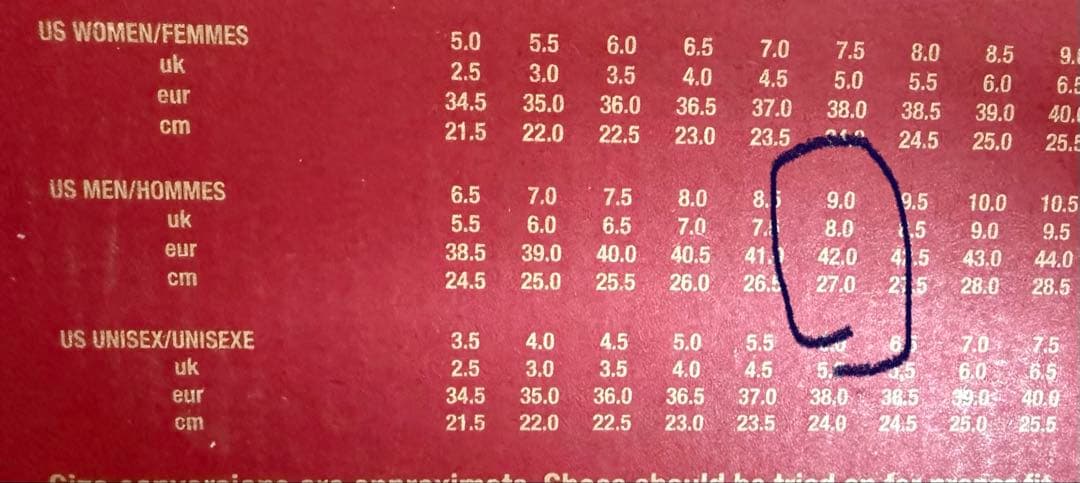 US WOMEN/FEMMES 5.0 5.5 6.0 6.5 7.0 7.5 8.0 8.5
uk 2.5 3.0 3.5 4.0 4.5 5.0 5.5 6.0
eur 34.5 35.0 36.0 36.5 37.0 38.0 38.5 39.0
cm 21.5 22.0 22.5 23.0 23.5 24.5 25.0
US MEN/HOMMES 6.5 7.0 7.5 8.0 9.0 9.5 10.0 10.5
uk 5.5 6.0 6.5 7.0 8.0 9.0 9.5
eur 38.5 39.0 40.0 40.5 42.0 43.0 44.0
cm 24.5 25.0 25.5 26.0 26.5 27.0 28.0 28.5
US UNISEX/UNISEXE 3.5 4.0 4.5 5.0 5.5 7.0 7.5
uk 2.5 3.0 3.5 4.0 4.5 6.0 6.5
eur 34.5 35.0 36.0 36.5 37.0 38.0 38.5 39.0 40.0
cm 21.5 22.0 22.5 23.0 23.5 24.0 24.5 25.0 25.5